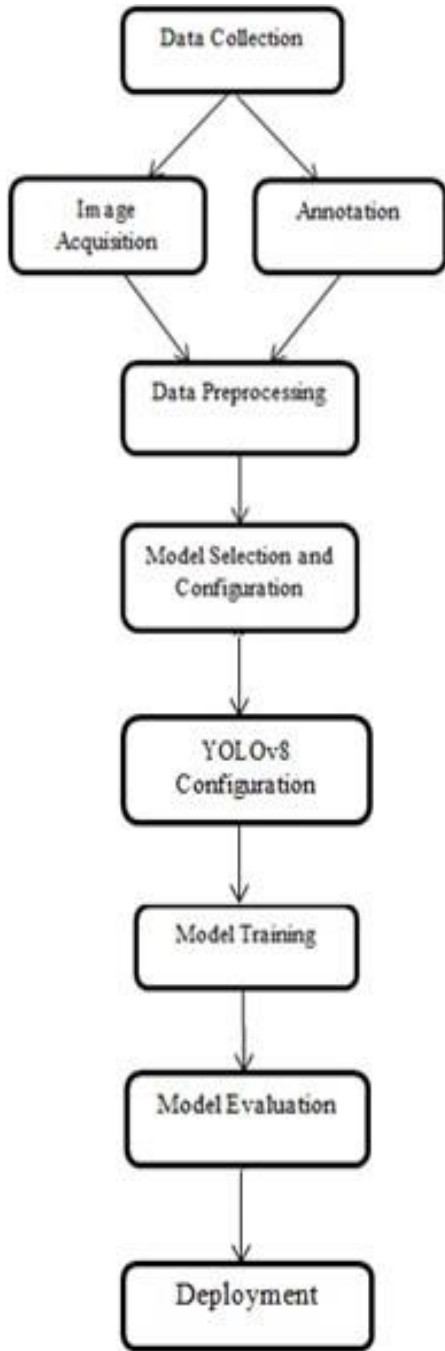 Data Collection
Image
Acquisition
Annotation
Data Preprocessing
Model Selection and
Configuration
YOLOv8
Configuration
Model Training
Model Evaluation
Deployment